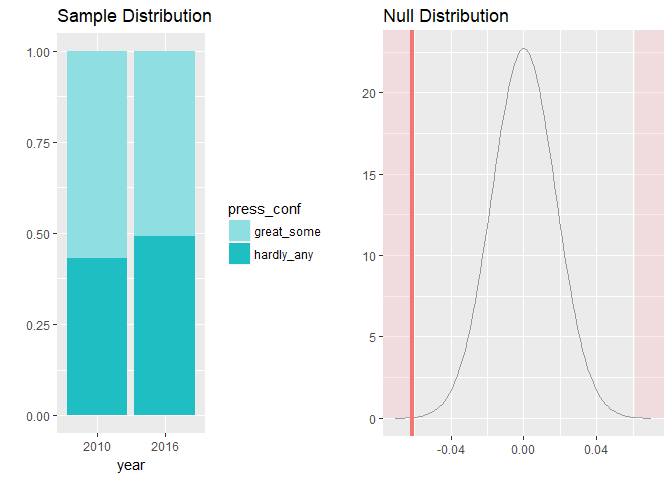 Sample Distribution
1.00
0.75
0.50
0.25
0.00
2010 2016
year
press_conf
great_some
hardly_any
Null Distribution
20
15
10
5
0
-0.04 0.00 0.04